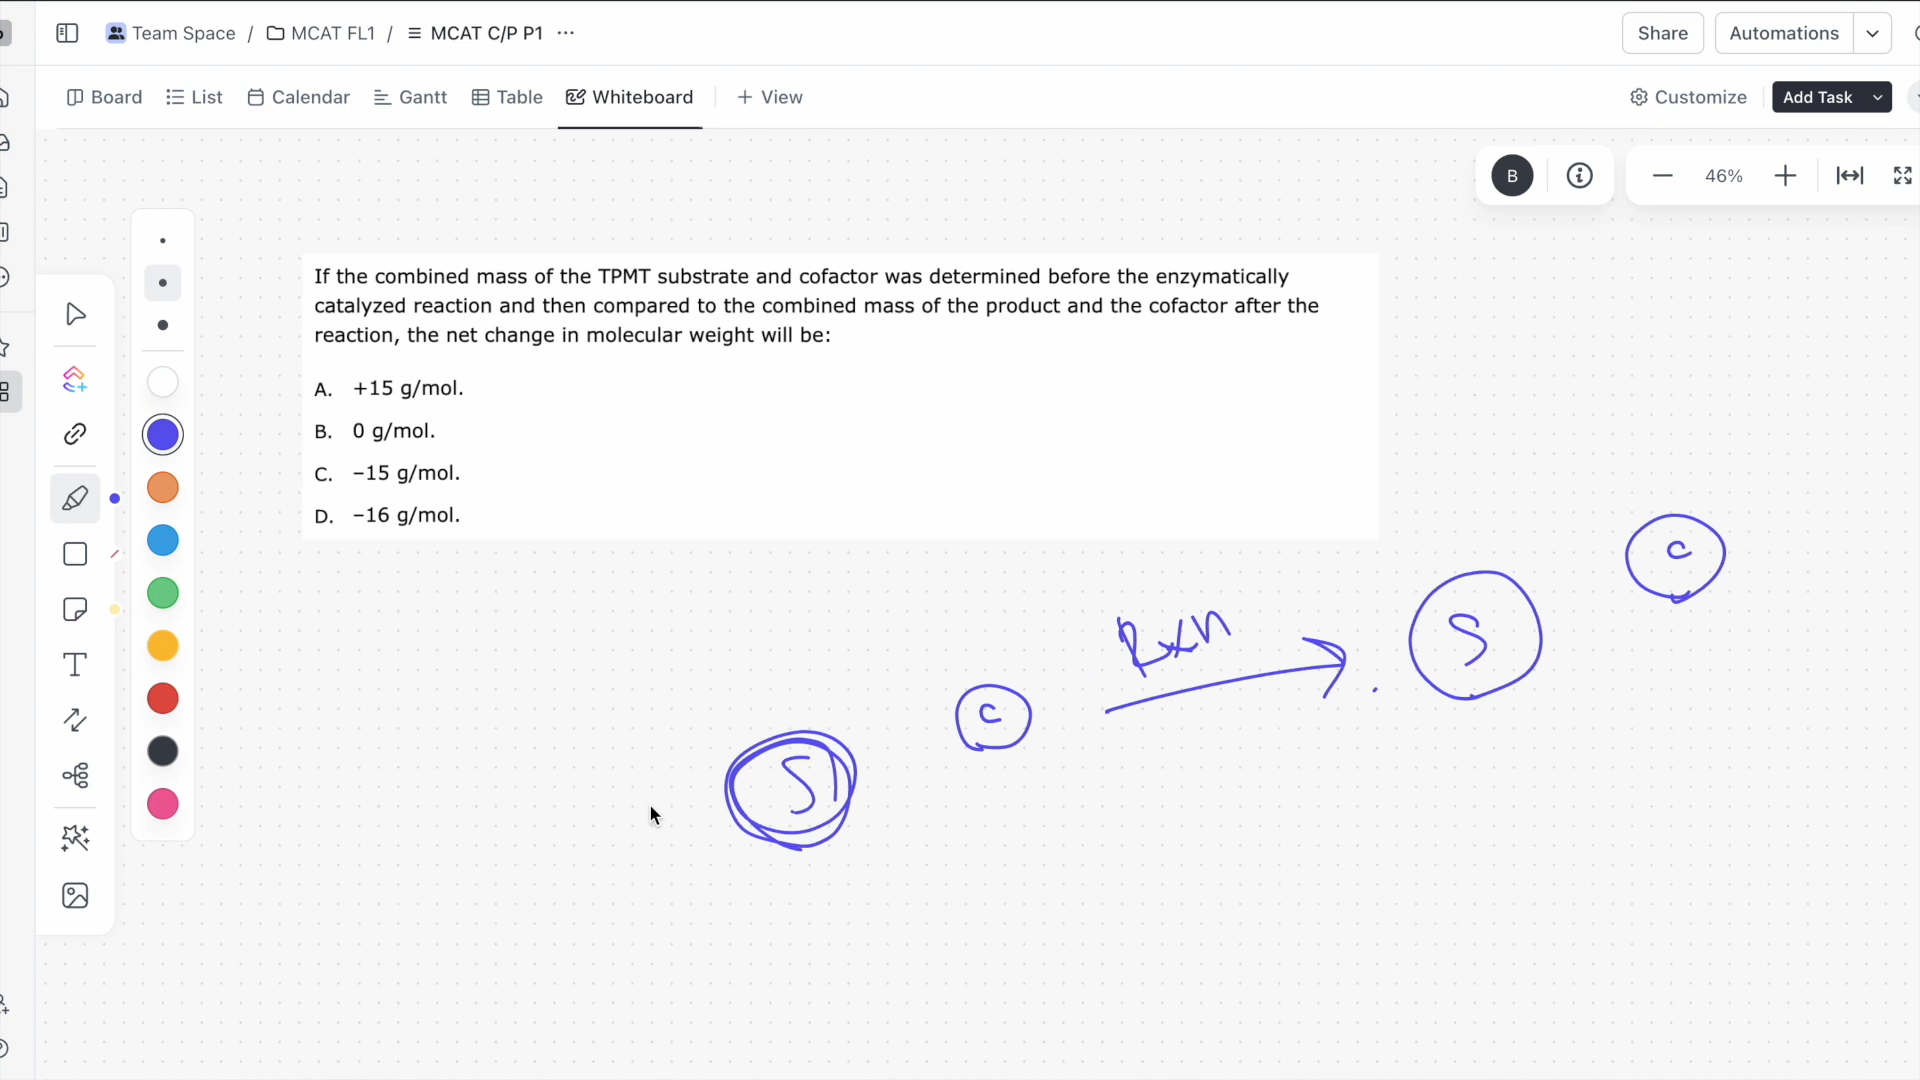 Team Space / MCAT FL1 / MCAT C/P P1 ...
Share
Automations
Board
List
Calendar
Gantt
Table
Whiteboard
+ View
Customize
Add Task
B
46%
If the combined mass of the TPMT substrate and cofactor was determined before the enzymatically
catalyzed reaction and then compared to the combined mass of the product and the cofactor after the
reaction, the net change in molecular weight will be:
A. +15 g/mol.
B. 0 g/mol.
C. −15 g/mol.
D. −16 g/mol.
C
Rxn
S
C
S